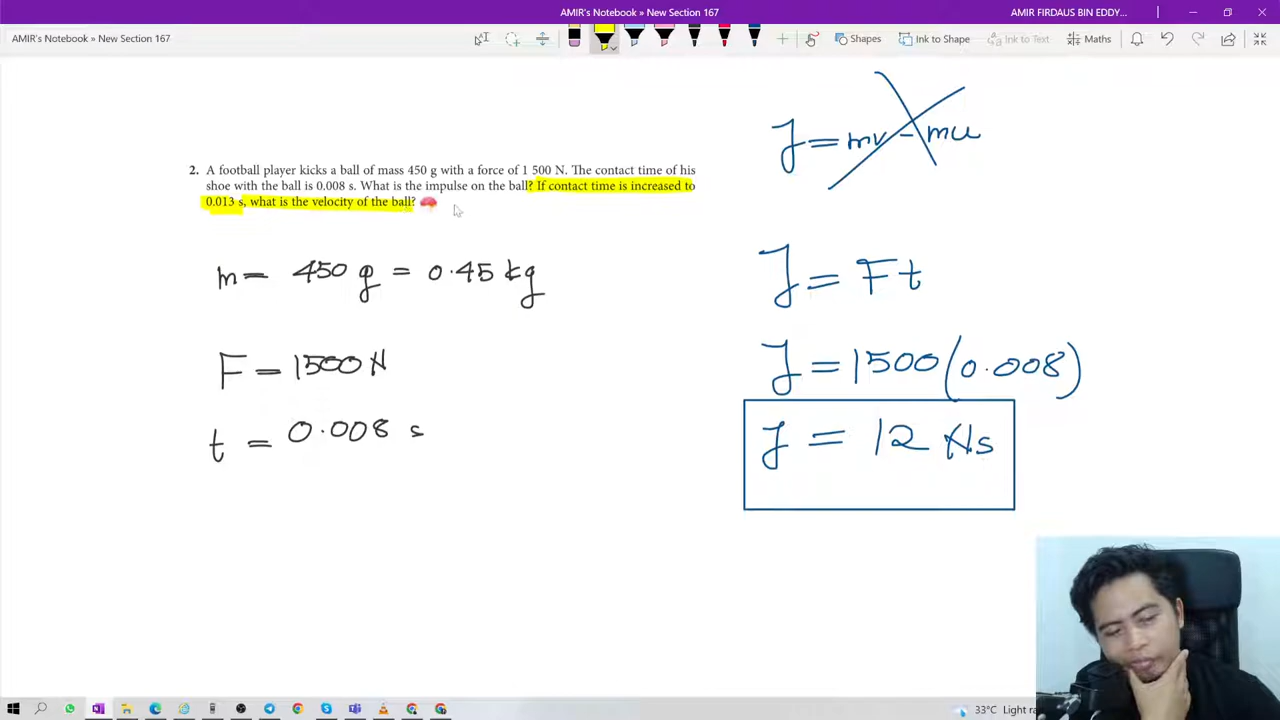 AMIR's Notebook » New Section 167
AMIR FIRDAUS BIN EDDY...
AMIR's Notebook » New Section 167
Shapes
Ink to Shape
Ink to Text
Maths
2. A football player kicks a ball of mass 450 g with a force of 1 500 N. The contact time of his
shoe with the ball is 0.008 s. What is the impulse on the ball? If contact time is increased to
0.013 s, what is the velocity of the ball?
m = 450 g = 0.45 kg
F = 1500 N
t = 0.008 s
J = mv - mu
J = Ft
J = 1500 (0.008)
J = 12 Ns
33°C Light